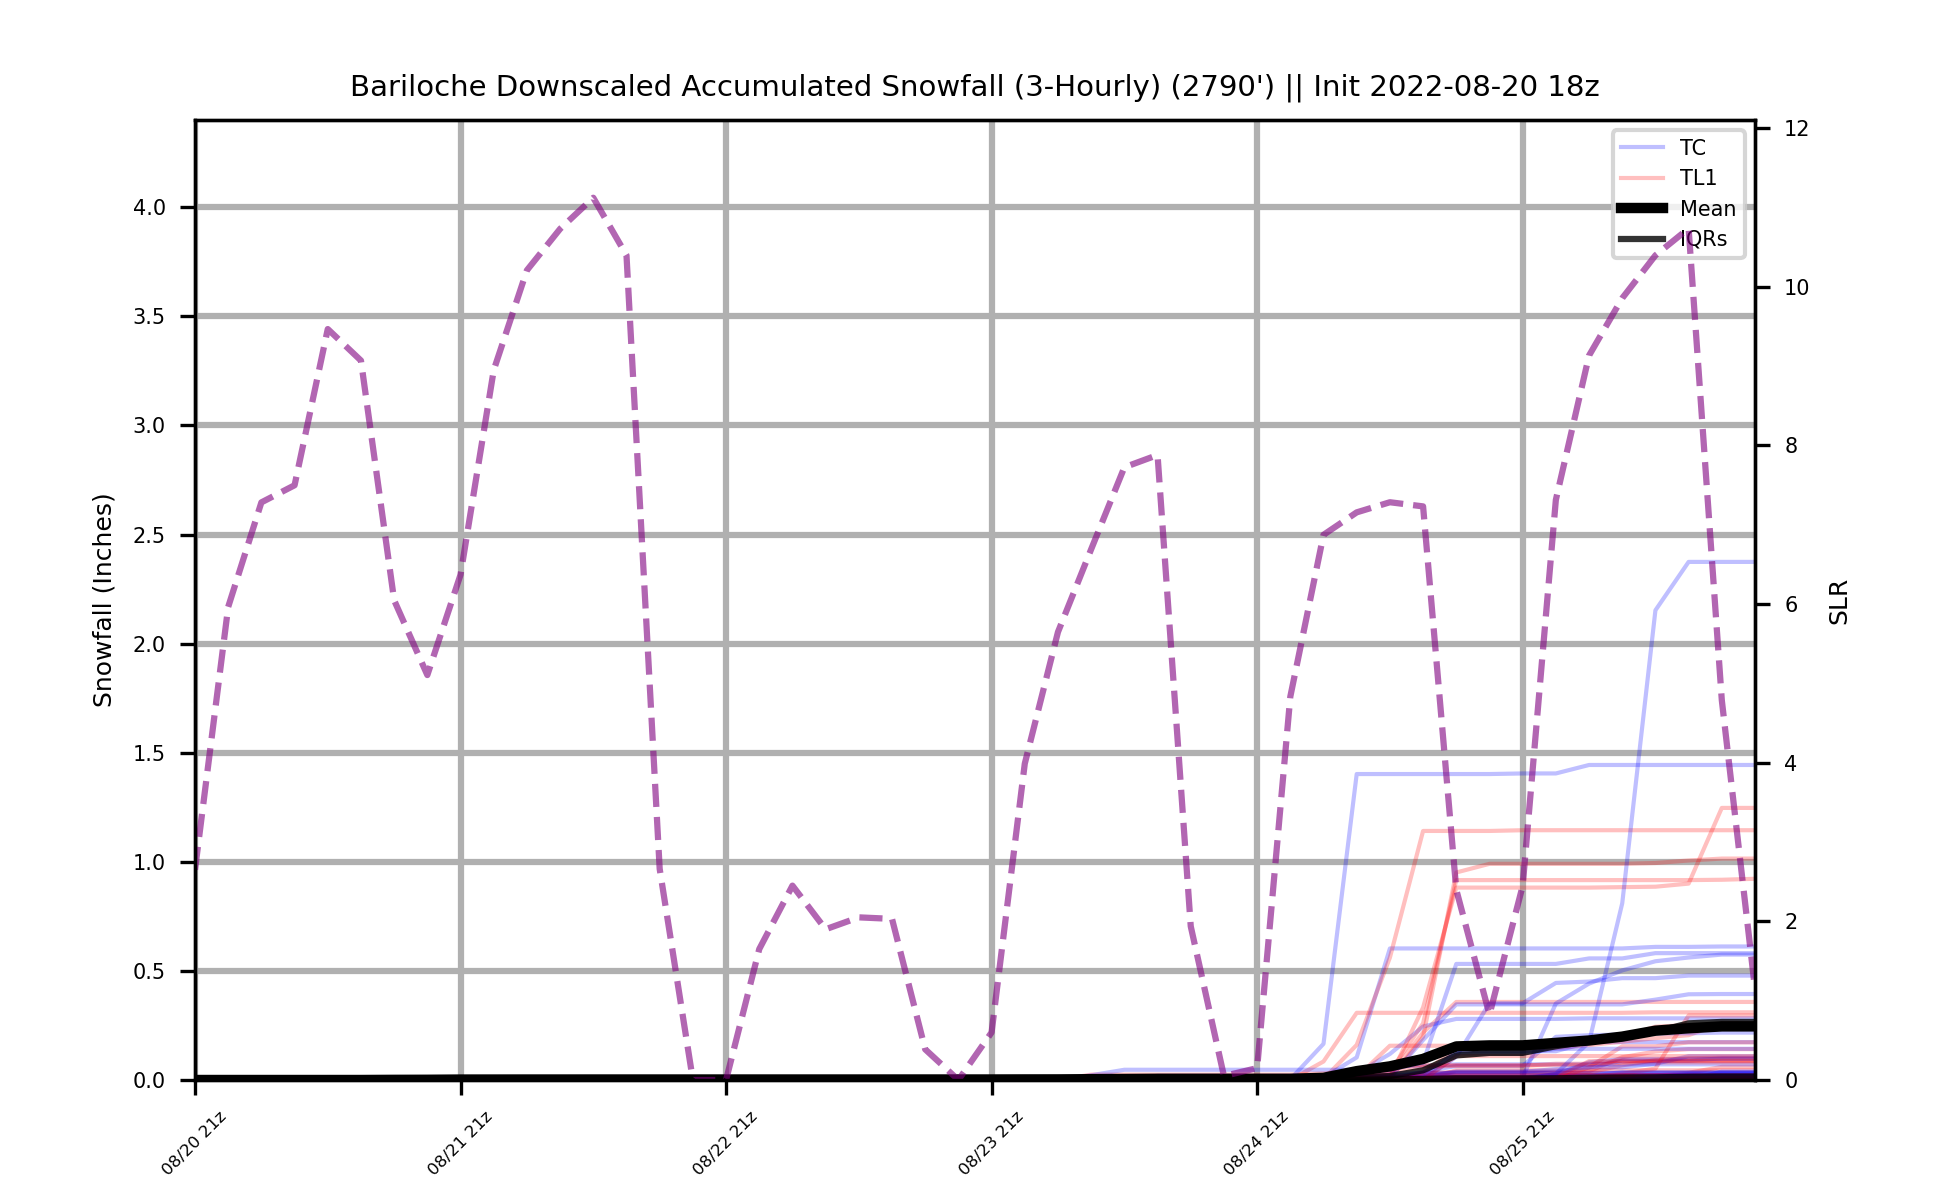 Bariloche Downscaled Accumulated Snowfall (3-Hourly) (2790') || Init 2022-08-20 18z
TC
TL1
Mean
IQRs
4.0
3.5
3.0
2.5
2.0
1.5
1.0
0.5
0.0
Snowfall (Inches)
12
10
8
6
4
2
0
SLR
08/20 21z
08/21 21z
08/22 21z
08/23 21z
08/24 21z
08/25 21z